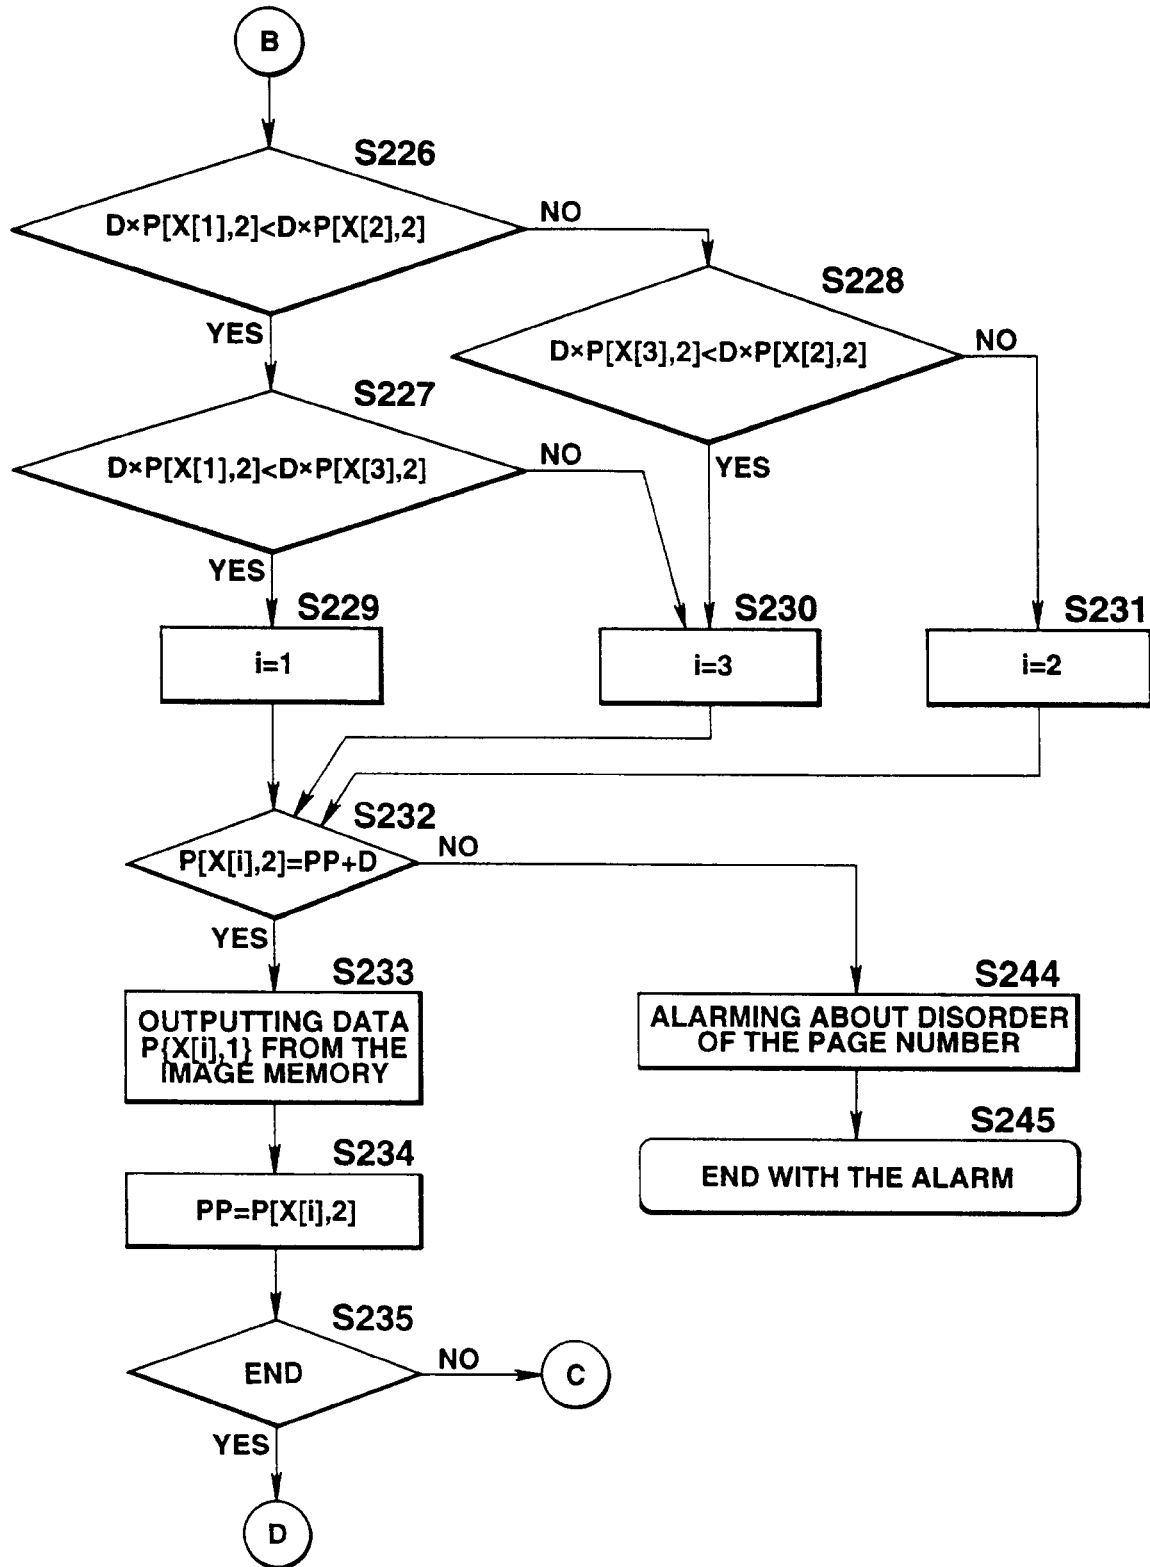 B
S226
D×P[X[1],2]<D×P[X[2],2]
NO
YES
S228
D×P[X[3],2]<D×P[X[2],2]
NO
YES
S227
D×P[X[1],2]<D×P[X[3],2]
NO
YES
S229
i=1
S230
i=3
S231
i=2
S232
P[X[i],2]=PP+D
NO
YES
S233
OUTPUTTING DATA
P{X[i],1} FROM THE
IMAGE MEMORY
S244
ALARMING ABOUT DISORDER
OF THE PAGE NUMBER
S245
END WITH THE ALARM
S234
PP=P[X[i],2]
S235
END
NO
C
YES
D